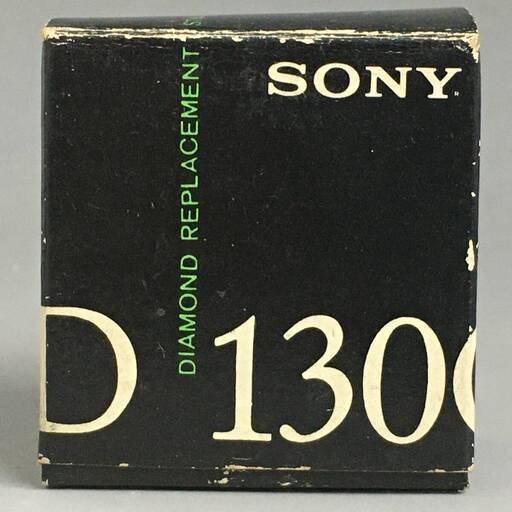 SONY
DIAMOND REPLACEMENT
D 130